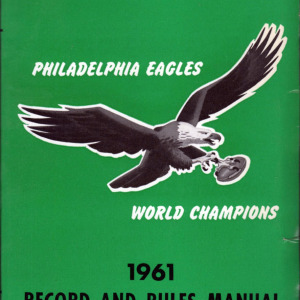 PHILADELPHIA EAGLES
WORLD CHAMPIONS
1961
RECORD AND RULES MANUAL